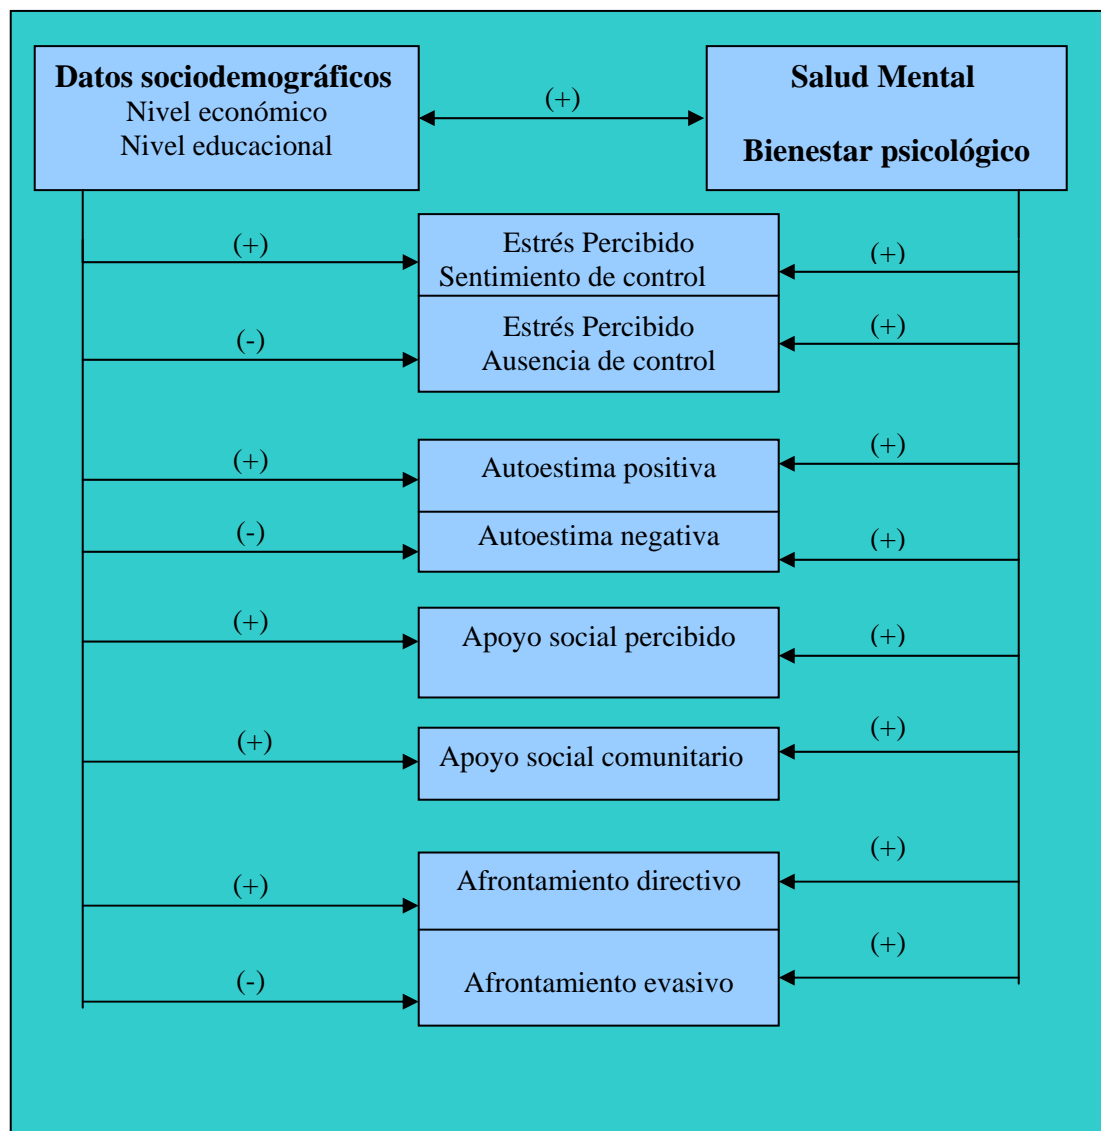 Datos sociodemográficos
Nivel económico
Nivel educacional
(+)
Salud Mental
Bienestar psicológico
(+)
Estrés Percibido
Sentimiento de control
(+)
(-)
Estrés Percibido
Ausencia de control
(+)
(+)
Autoestima positiva
(+)
(-)
Autoestima negativa
(+)
(+)
Apoyo social percibido
(+)
(+)
Apoyo social comunitario
(+)
(+)
Afrontamiento directivo
(+)
(-)
Afrontamiento evasivo
(+)